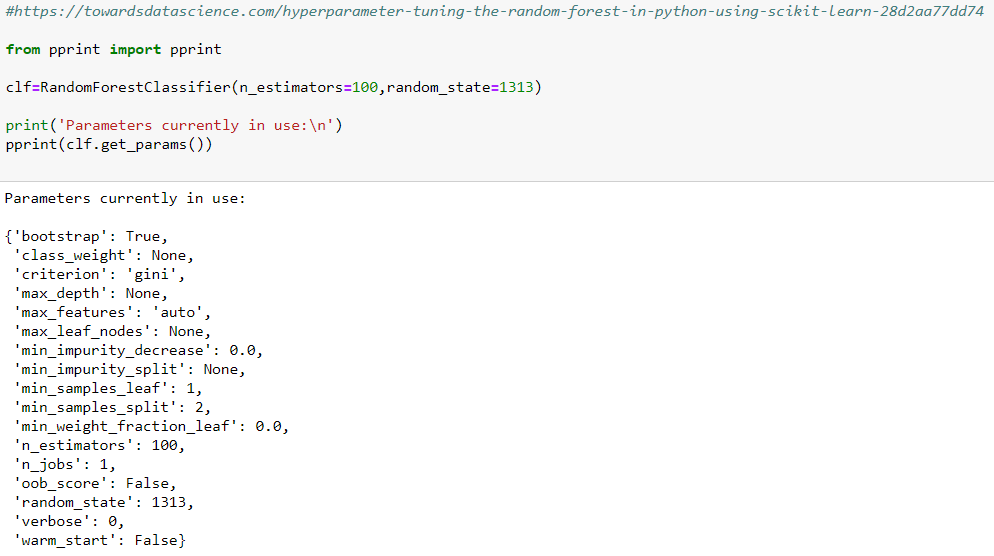 #https://towardsdatascience.com/hyperparameter-tuning-the-random-forest-in-python-using-scikit-learn-28d2aa77dd74
from pprint import pprint
clf=RandomForestClassifier(n_estimators=100,random_state=1313)
print('Parameters currently in use:\n')
pprint(clf.get_params())
Parameters currently in use:
{'bootstrap': True,
 'class_weight': None,
 'criterion': 'gini',
 'max_depth': None,
 'max_features': 'auto',
 'max_leaf_nodes': None,
 'min_impurity_decrease': 0.0,
 'min_impurity_split': None,
 'min_samples_leaf': 1,
 'min_samples_split': 2,
 'min_weight_fraction_leaf': 0.0,
 'n_estimators': 100,
 'n_jobs': 1,
 'oob_score': False,
 'random_state': 1313,
 'verbose': 0,
 'warm_start': False}